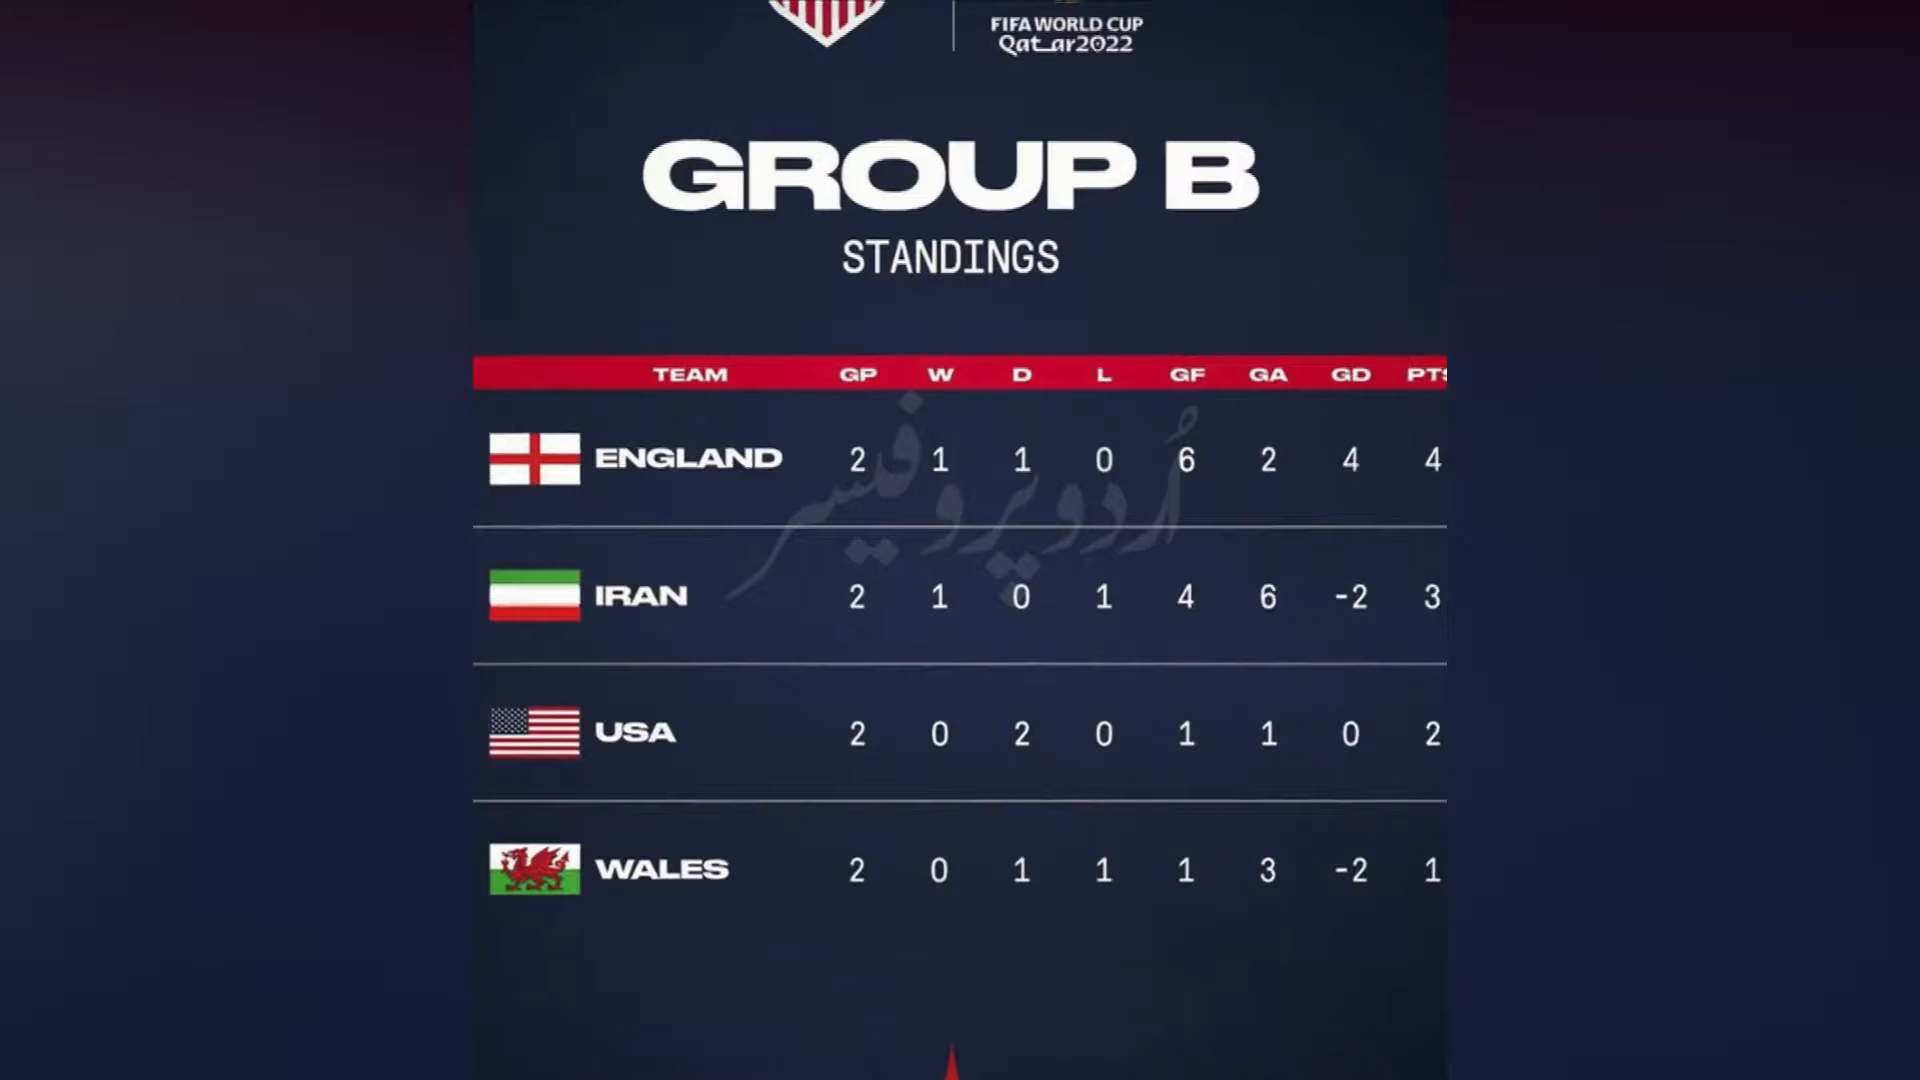 FIFA WORLD CUP
Qatar2022
GROUP B
STANDINGS
TEAM GP W D L GF GA GD PTS
ENGLAND 2 1 1 0 6 2 4 4
اُردو پروفیسر
IRAN 2 1 0 1 4 6 -2 3
USA 2 0 2 0 1 1 0 2
WALES 2 0 1 1 1 3 -2 1